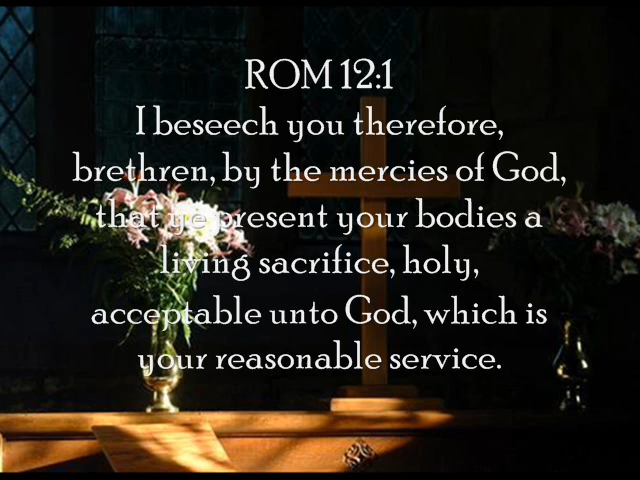 ROM 12:1
I beseech you therefore,
brethren, by the mercies of God,
that ye present your bodies a
living sacrifice, holy,
acceptable unto God, which is
your reasonable service.